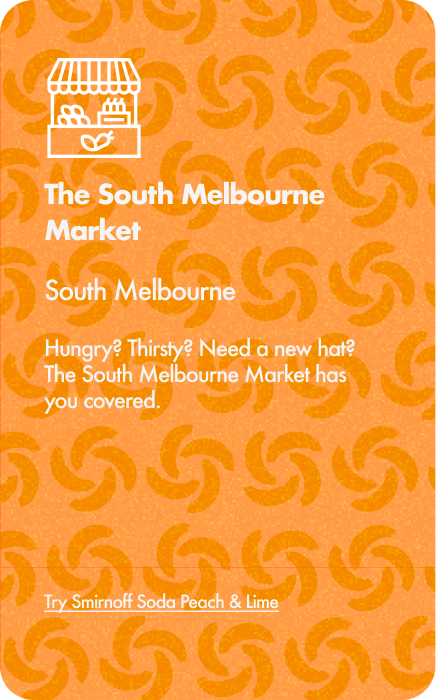 The South Melbourne
Market
South Melbourne
Hungry? Thirsty? Need a new hat?
The South Melbourne Market has
you covered.
Try Smirnoff Soda Peach & Lime